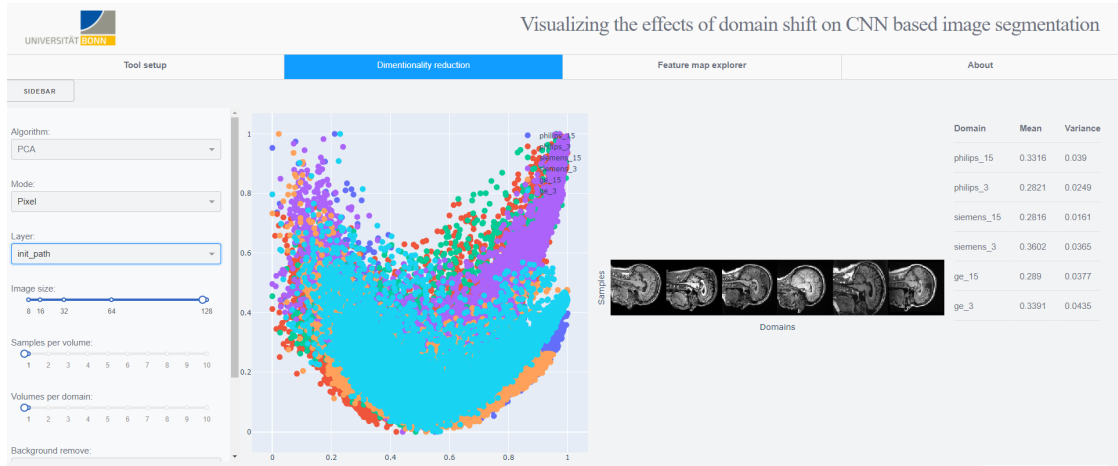 UNIVERSITÄT BONN
Visualizing the effects of domain shift on CNN based image segmentation
Tool setup
Dimentionality reduction
Feature map explorer
About
SIDEBAR
Algorithm:
PCA
Mode:
Pixel
Layer:
init_path
Image size:
8 16 32 64 128
Samples per volume:
1 2 3 4 5 6 7 8 9 10
Volumes per domain:
1 2 3 4 5 6 7 8 9 10
Background remove:
1
0.8
0.6
0.4
0.2
0
0 0.2 0.4 0.6 0.8 1
philips_15
philips_3
siemens_15
siemens_3
ge_15
ge_3
Samples
Domains
Domain Mean Variance
philips_15 0.3316 0.039
philips_3 0.2821 0.0249
siemens_15 0.2816 0.0161
siemens_3 0.3602 0.0365
ge_15 0.289 0.0377
ge_3 0.3391 0.0435